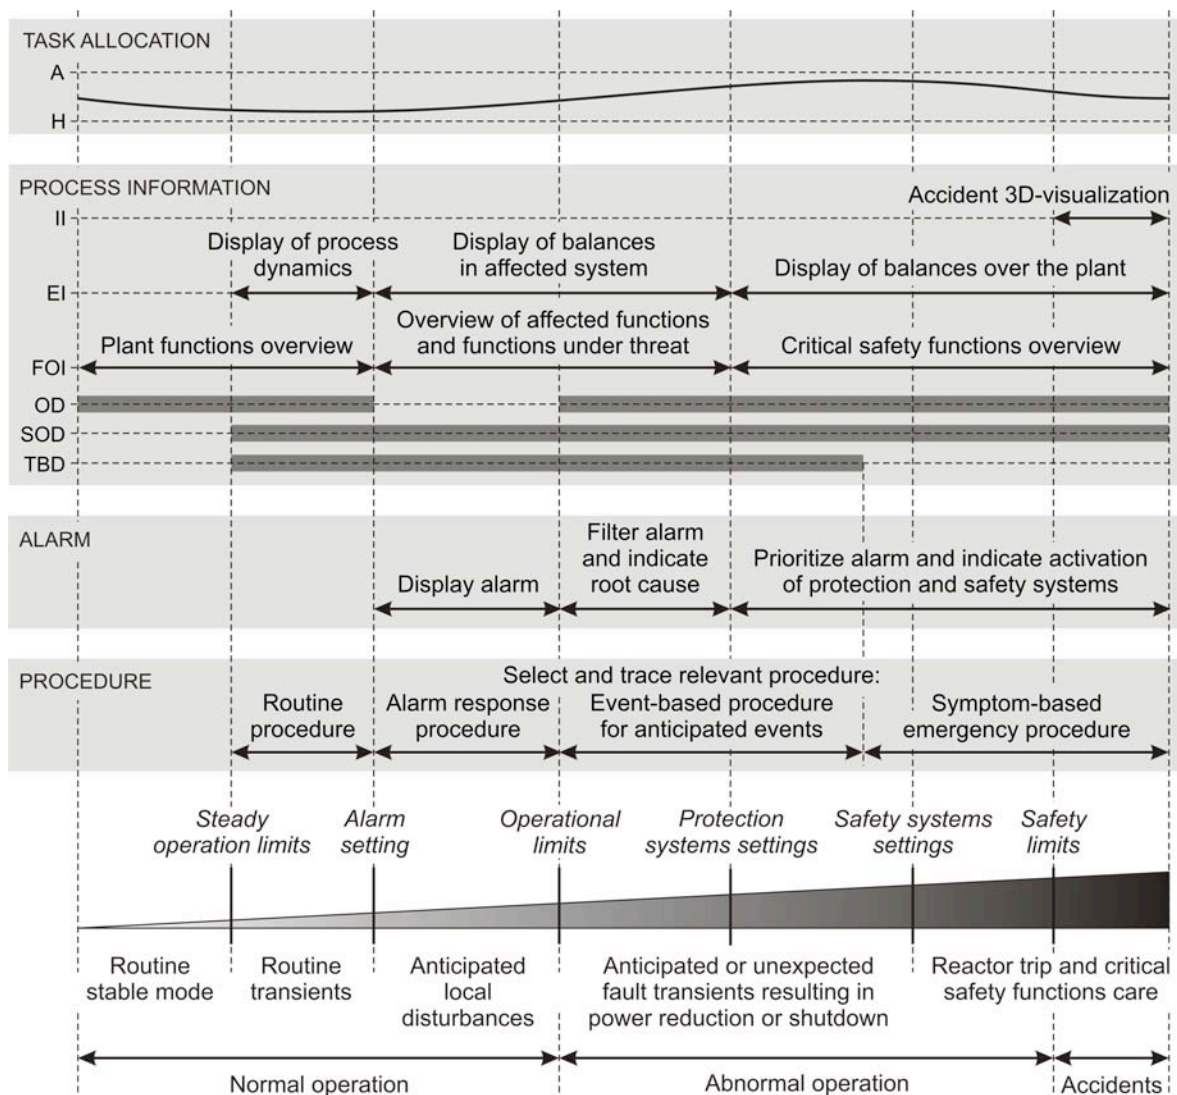 TASK ALLOCATION
A
H
PROCESS INFORMATION
Accident 3D-visualization
II
Display of process
dynamics
Display of balances
in affected system
Display of balances over the plant
EI
Plant functions overview
Overview of affected functions
and functions under threat
Critical safety functions overview
FOI
OD
SOD
TBD
ALARM
Display alarm
Filter alarm
and indicate
root cause
Prioritize alarm and indicate activation
of protection and safety systems
PROCEDURE
Select and trace relevant procedure:
Routine
procedure
Alarm response
procedure
Event-based procedure
for anticipated events
Symptom-based
emergency procedure
Steady
operation limits
Alarm
setting
Operational
limits
Protection
systems settings
Safety systems
settings
Safety
limits
Routine
stable mode
Routine
transients
Anticipated
local
disturbances
Anticipated or unexpected
fault transients resulting in
power reduction or shutdown
Reactor trip and critical
safety functions care
Normal operation
Abnormal operation
Accidents